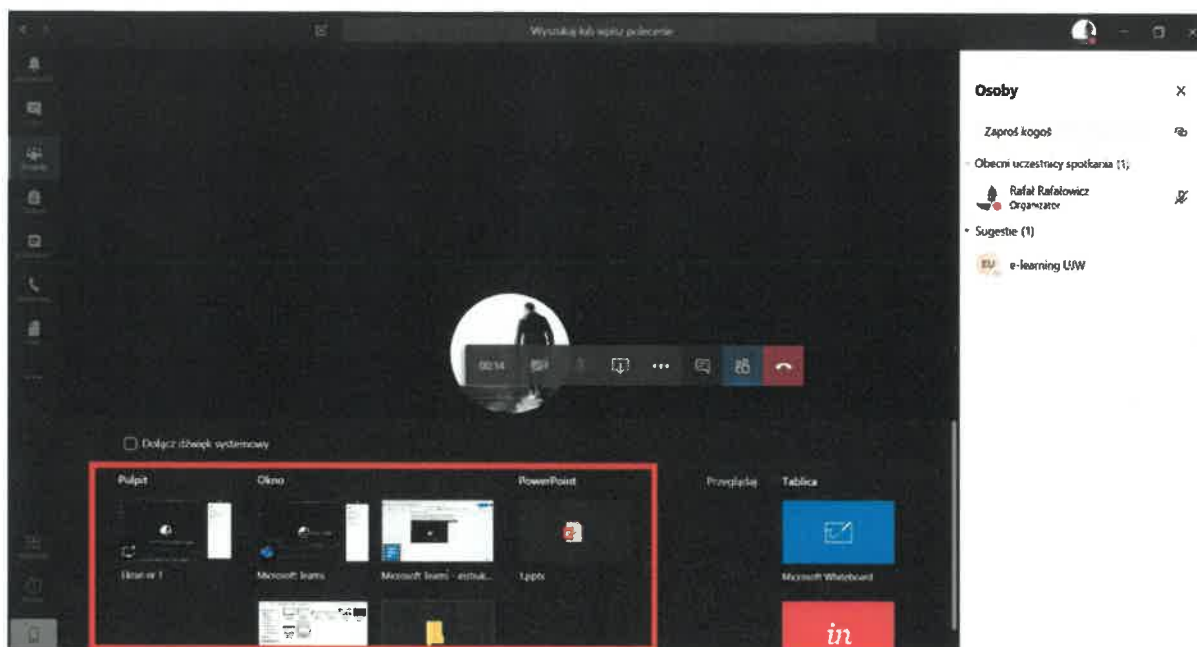 Wyszukaj lub wpisz polecenie
Osoby
Zaproś kogoś
Obecni uczestnicy spotkania (1)
Rafał Rafałowicz
Organizator
Sugestie (1)
EU
e-learning UJW
00:14
Dołącz dźwięk systemowy
Pulpit
Okno
PowerPoint
Przeglądaj
Tablica
Ekran nr 1
Microsoft Teams
Microsoft Teams - instruk...
1.pptx
Microsoft Whiteboard
in